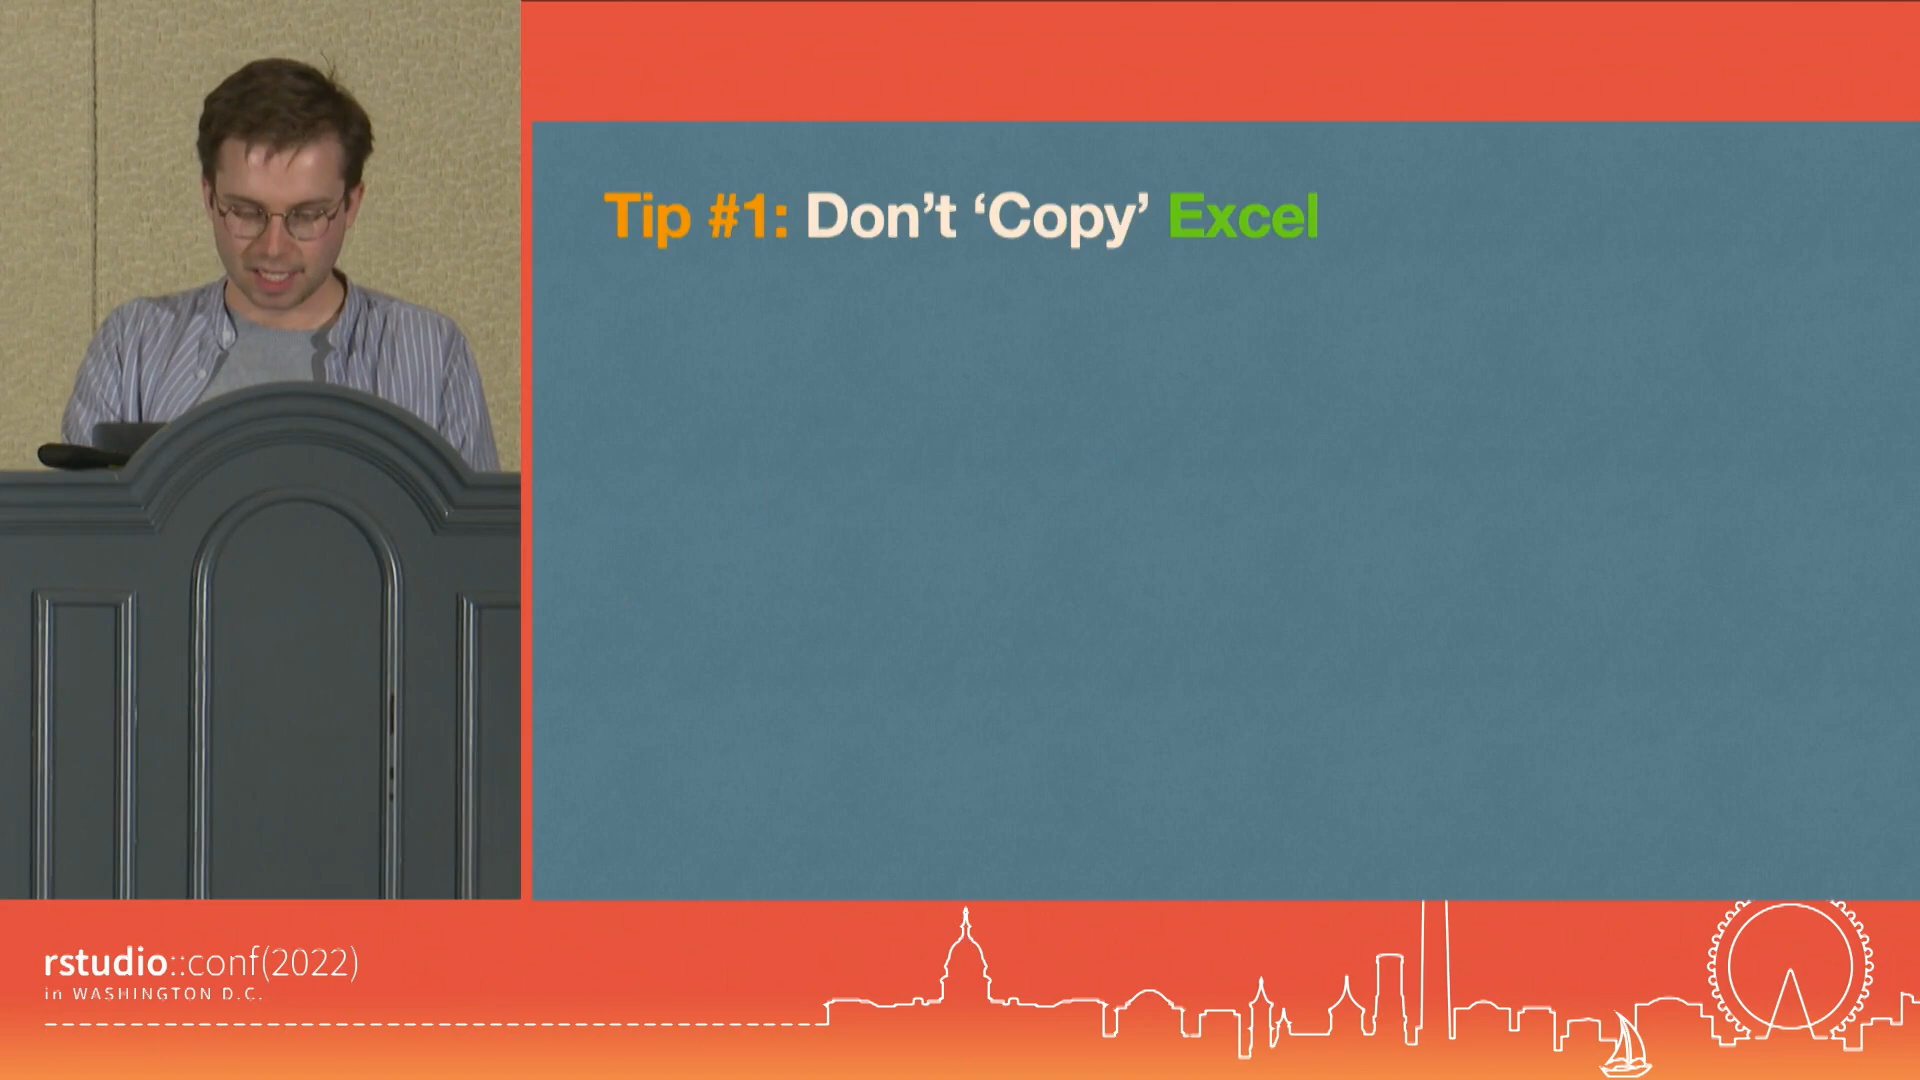 Tip #1: Don’t ‘Copy’ Excel
rstudio::conf(2022)
in WASHINGTON D.C.